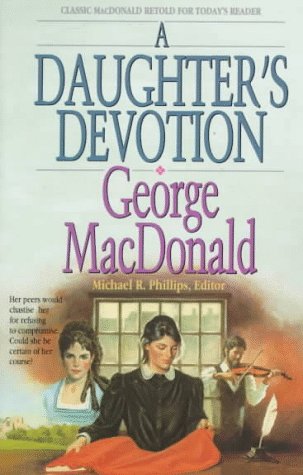 CLASSIC MACDONALD RETOLD FOR TODAY'S READER
A
DAUGHTER'S
DEVOTION
George
MacDonald
Michael R. Phillips, Editor
Her peers would
chastise her
for refusing
to compromise.
Could she be
certain of her
course?